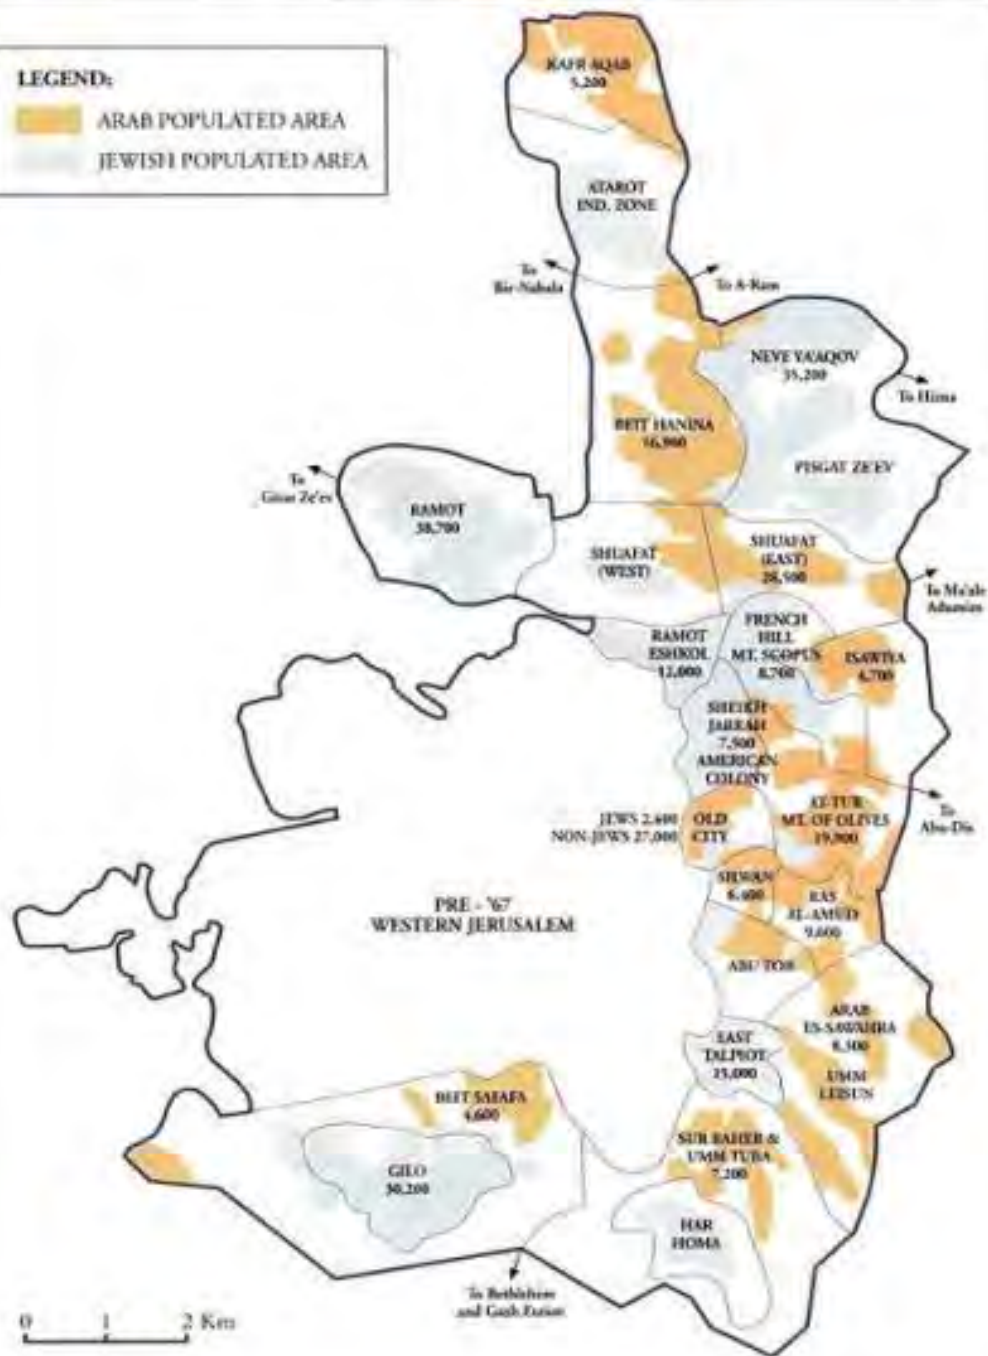 LEGEND:
ARAB POPULATED AREA
JEWISH POPULATED AREA
KAFR AQAB
5,200
ATAROT
IND. ZONE
To
Bir-Nabala
To A-Ram
NEVE YA'AQOV
35,200
To Hizma
BEIT HANINA
16,900
PISGAT ZE'EV
To
Givat Ze'ev
RAMOT
38,700
SHUAFAT
(WEST)
SHUAFAT
(EAST)
28,500
To Ma'ale
Adumim
RAMOT
ESHKOL
12,000
FRENCH
HILL
MT. SCOPUS
8,700
ISAWIYA
SHEIKH
JARRAH
7,500
AMERICAN
COLONY
JEWS 2,600
NON-JEWS 27,000
OLD
CITY
AT-TUR
MT. OF OLIVES
19,900
To
Abu-Dis
SILWAN
6,400
RAS
AL-AMUD
9,600
PRE - '67
WESTERN JERUSALEM
ABU TOR
ARAB
ES-SAWAHRA
8,500
EAST
TALPIOT
15,000
UMM
LEISUN
BEIT SAFAFA
4,600
SUR BAHER &
UMM TUBA
7,200
GILO
30,200
HAR
HOMA
To Bethlehem
and Gush Etzion
0 1 2 Km